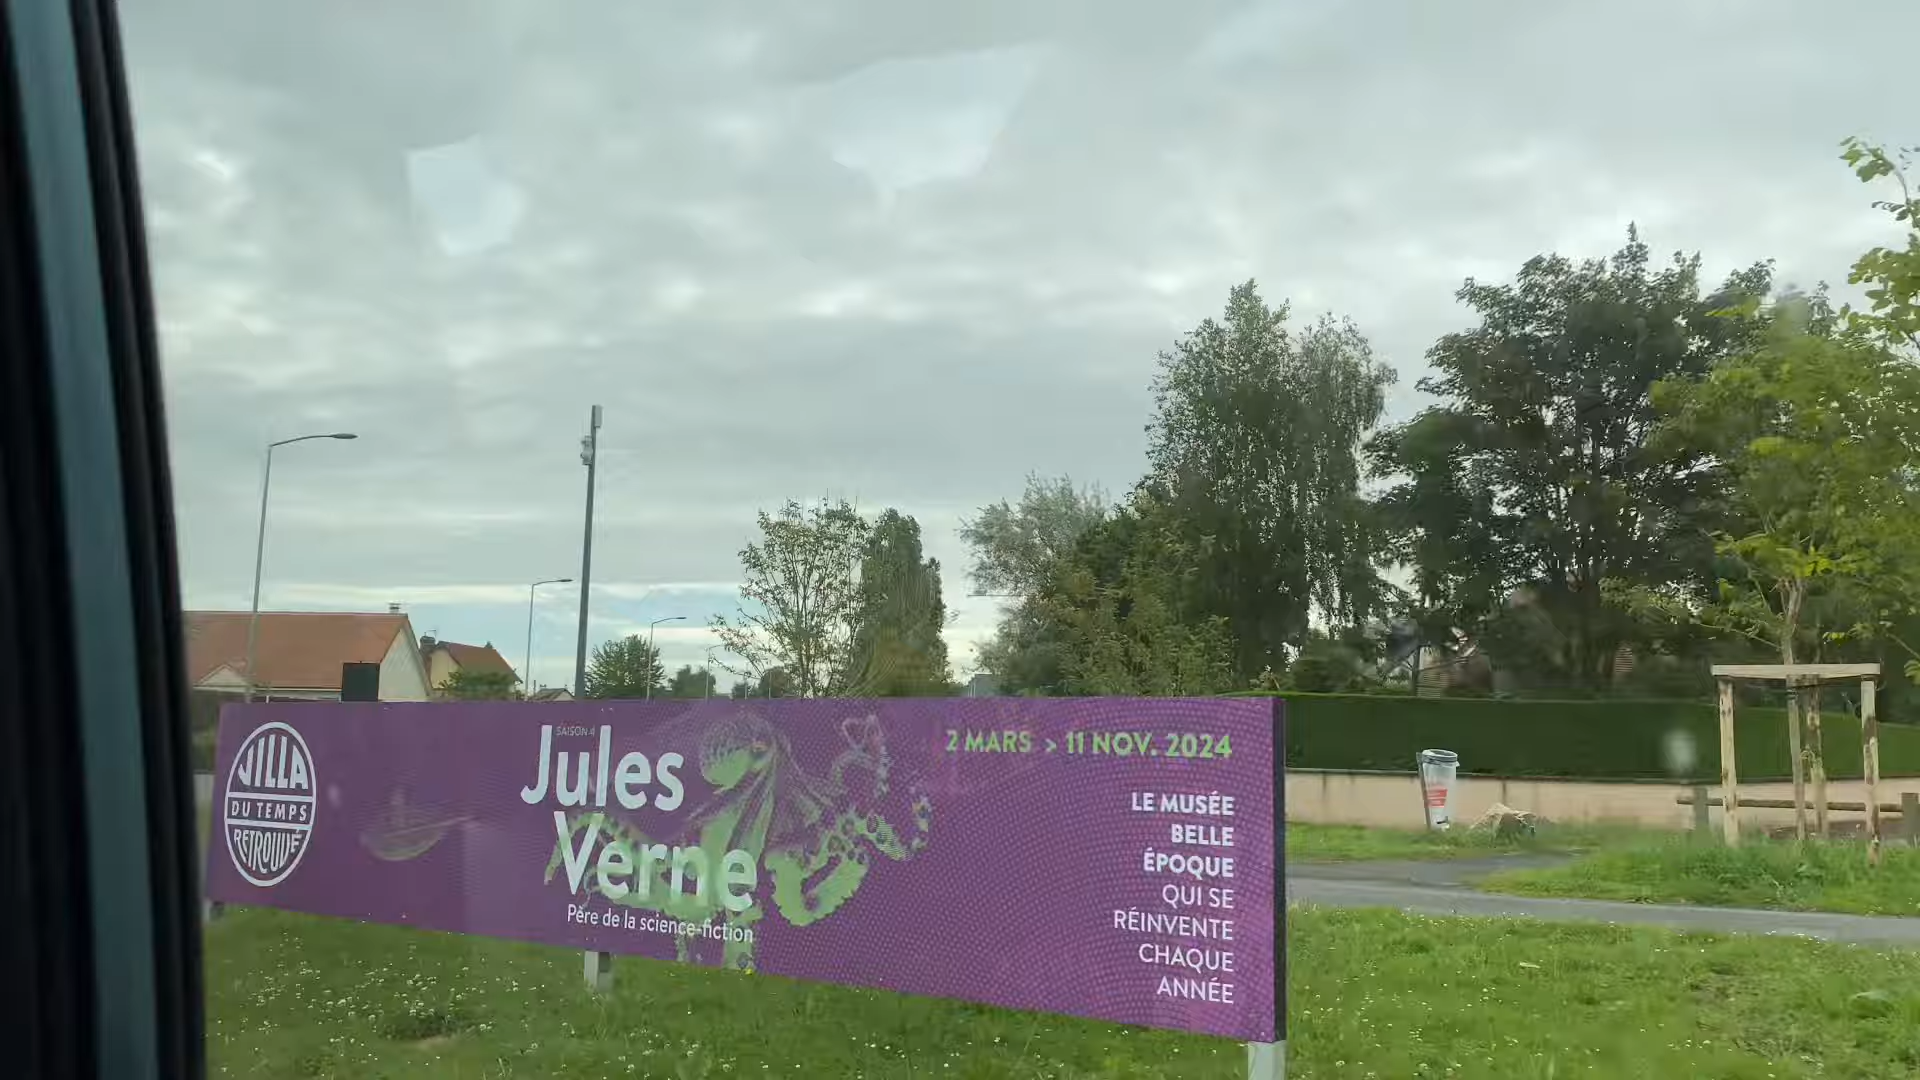 VILLA
DU TEMPS
RETROUVÉ
SAISON 4
Jules
Verne
Père de la science-fiction
2 MARS > 11 NOV. 2024
LE MUSÉE
BELLE
ÉPOQUE
QUI SE
RÉINVENTE
CHAQUE
ANNÉE